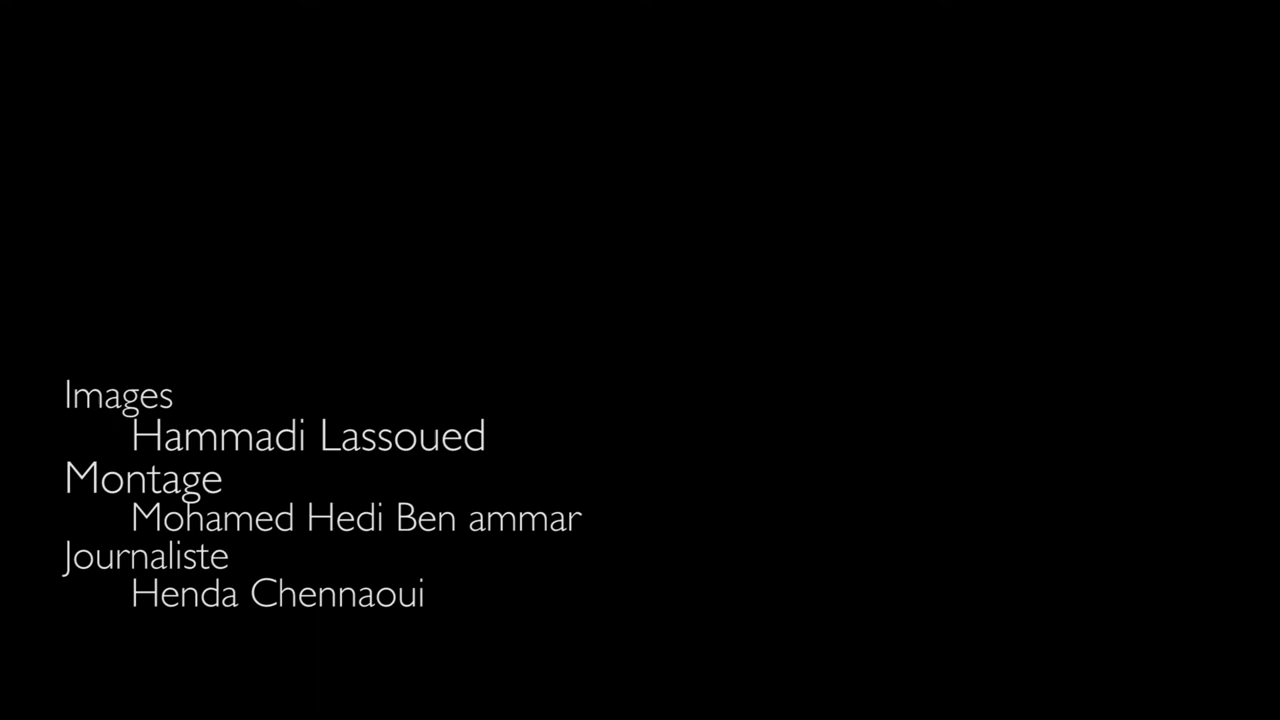 Images
Hammadi Lassoued
Montage
Mohamed Hedi Ben ammar
Journaliste
Henda Chennaoui